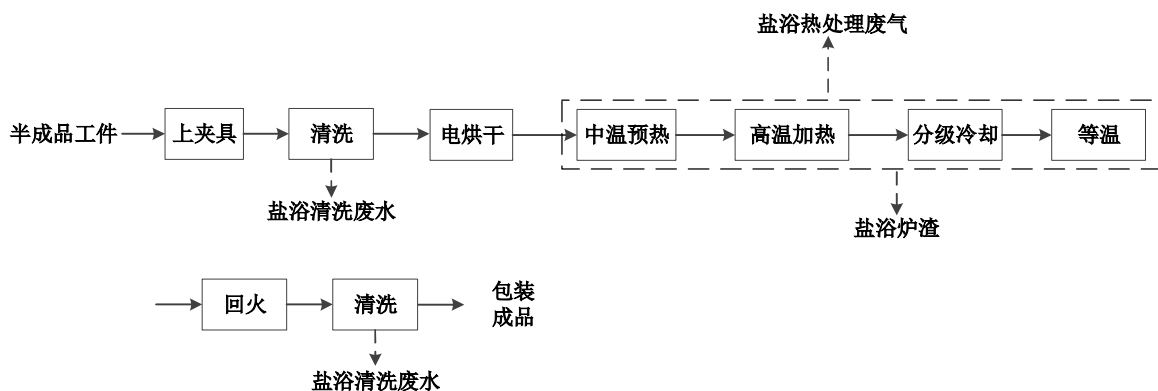 盐浴热处理废气
半成品工件
上夹具
清洗
电烘干
中温预热
高温加热
分级冷却
等温
盐浴清洗废水
盐浴炉渣
回火
清洗
包装
成品
盐浴清洗废水